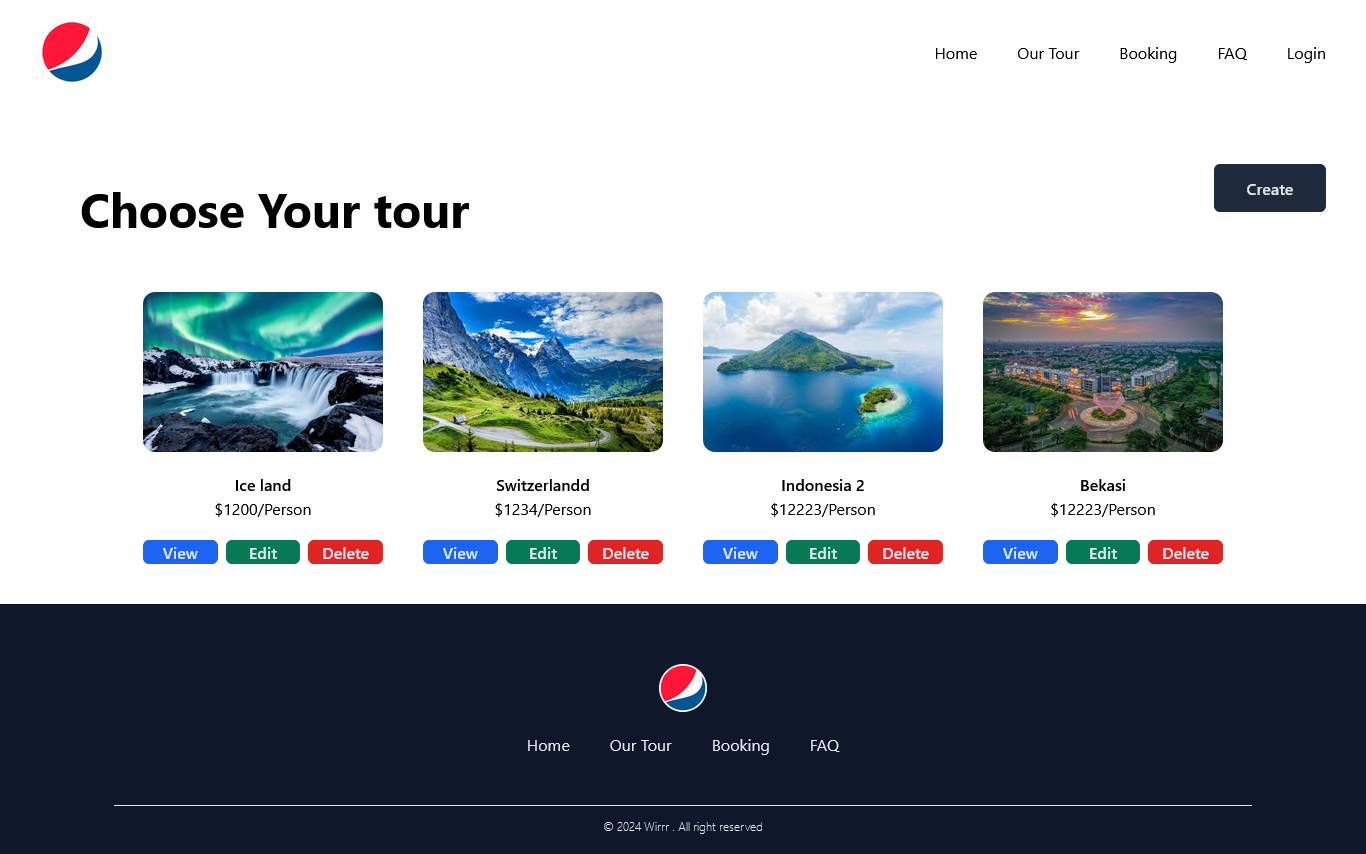 Home Our Tour Booking FAQ Login
Create
Choose Your tour
Ice land
$1200/Person
View Edit Delete
Switzerlandd
$1234/Person
View Edit Delete
Indonesia 2
$12223/Person
View Edit Delete
Bekasi
$12223/Person
View Edit Delete
Home Our Tour Booking FAQ
© 2024 Wirrr . All right reserved